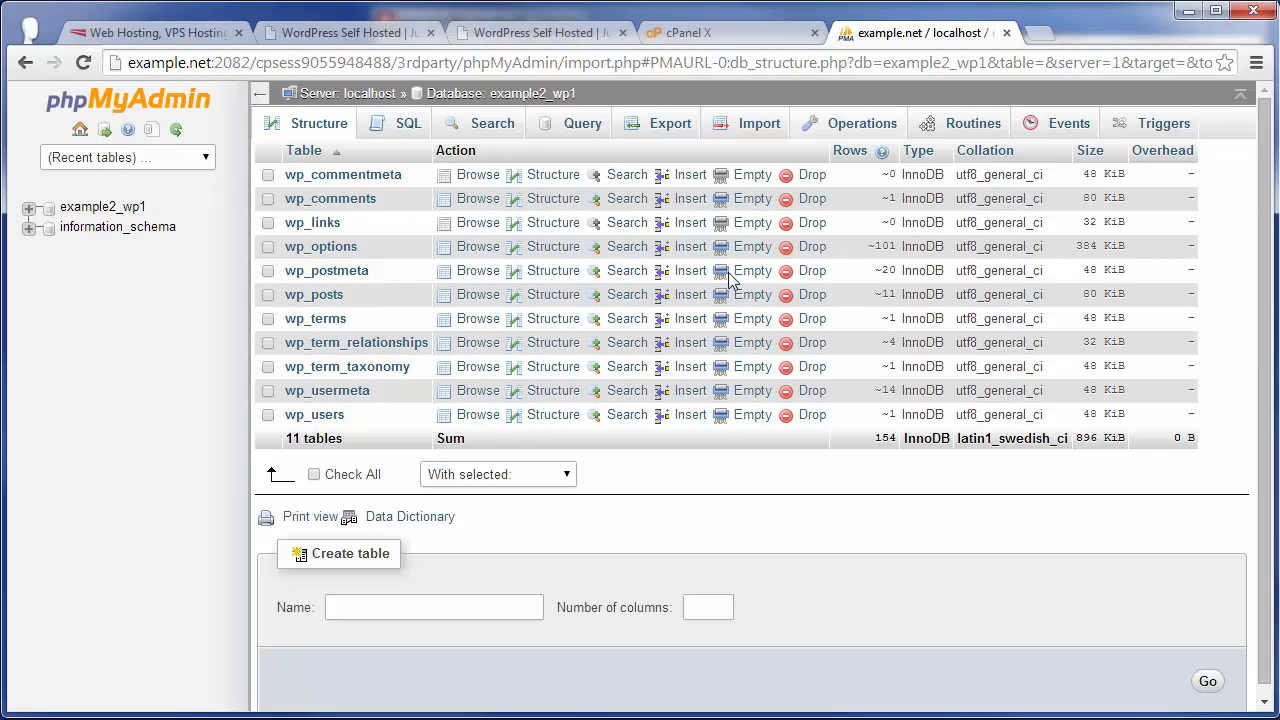 Web Hosting, VPS Hosting
WordPress Self Hosted | Ju
WordPress Self Hosted | Ju
cP cPanel X
PMA example.net / localhost /
example.net:2082/cpsess9055948488/3rdparty/phpMyAdmin/import.php#PMAURL-0:db_structure.php?db=example2_wp1&table=&server=1&target=&to
phpMyAdmin
(Recent tables) ...
example2_wp1
information_schema
Server: localhost » Database: example2_wp1
Structure SQL Search Query Export Import Operations Routines Events Triggers
Table Action Rows Type Collation Size Overhead
wp_commentmeta Browse Structure Search Insert Empty Drop ~0 InnoDB utf8_general_ci 48 KiB -
wp_comments Browse Structure Search Insert Empty Drop ~1 InnoDB utf8_general_ci 80 KiB -
wp_links Browse Structure Search Insert Empty Drop ~0 InnoDB utf8_general_ci 32 KiB -
wp_options Browse Structure Search Insert Empty Drop ~101 InnoDB utf8_general_ci 384 KiB -
wp_postmeta Browse Structure Search Insert Empty Drop ~20 InnoDB utf8_general_ci 48 KiB -
wp_posts Browse Structure Search Insert Empty Drop ~11 InnoDB utf8_general_ci 80 KiB -
wp_terms Browse Structure Search Insert Empty Drop ~1 InnoDB utf8_general_ci 48 KiB -
wp_term_relationships Browse Structure Search Insert Empty Drop ~4 InnoDB utf8_general_ci 32 KiB -
wp_term_taxonomy Browse Structure Search Insert Empty Drop ~1 InnoDB utf8_general_ci 48 KiB -
wp_usermeta Browse Structure Search Insert Empty Drop ~14 InnoDB utf8_general_ci 48 KiB -
wp_users Browse Structure Search Insert Empty Drop ~1 InnoDB utf8_general_ci 48 KiB -
11 tables Sum 154 InnoDB latin1_swedish_ci 896 KiB 0 B
Check All With selected:
Print view Data Dictionary
Create table
Name: Number of columns:
Go